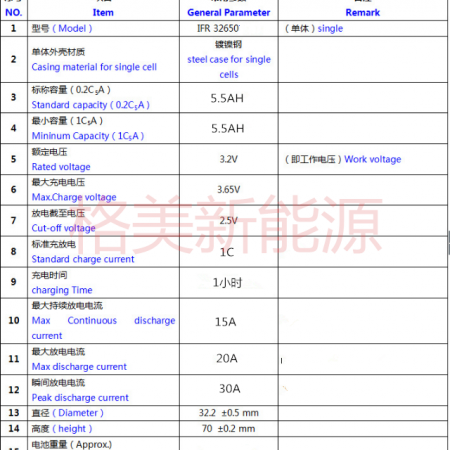 NO. Item General Parameter Remark
1 型号（Model） IFR 32650 （单体）single
2 单体外壳材质 镀镍钢
Casing material for single cell steel case for single
cells
3 标称容量（0.2C₅A） 5.5AH
Standard capacity（0.2C₅A）
4 最小容量（1C₅A） 5.5AH
Mininum Capacity（1C₅A）
5 额定电压 3.2V （即工作电压）Work voltage
Rated voltage
6 最大充电电压 3.65V
Max.Charge voltage
7 放电截至电压 2.5V
Cut-off voltage
8 标准充放电 1C
Standard charge current
9 充电时间 1小时
charging Time
10 最大持续放电电流 15A
Max Continuous discharge
current
11 最大放电电流 20A
Max discharge current
12 瞬间放电电流 30A
Peak discharge current
13 直径（Diameter） 32.2 ±0.5 mm
14 高度（height） 70 ±0.2 mm
电池重量（Approx.）
格美新能源